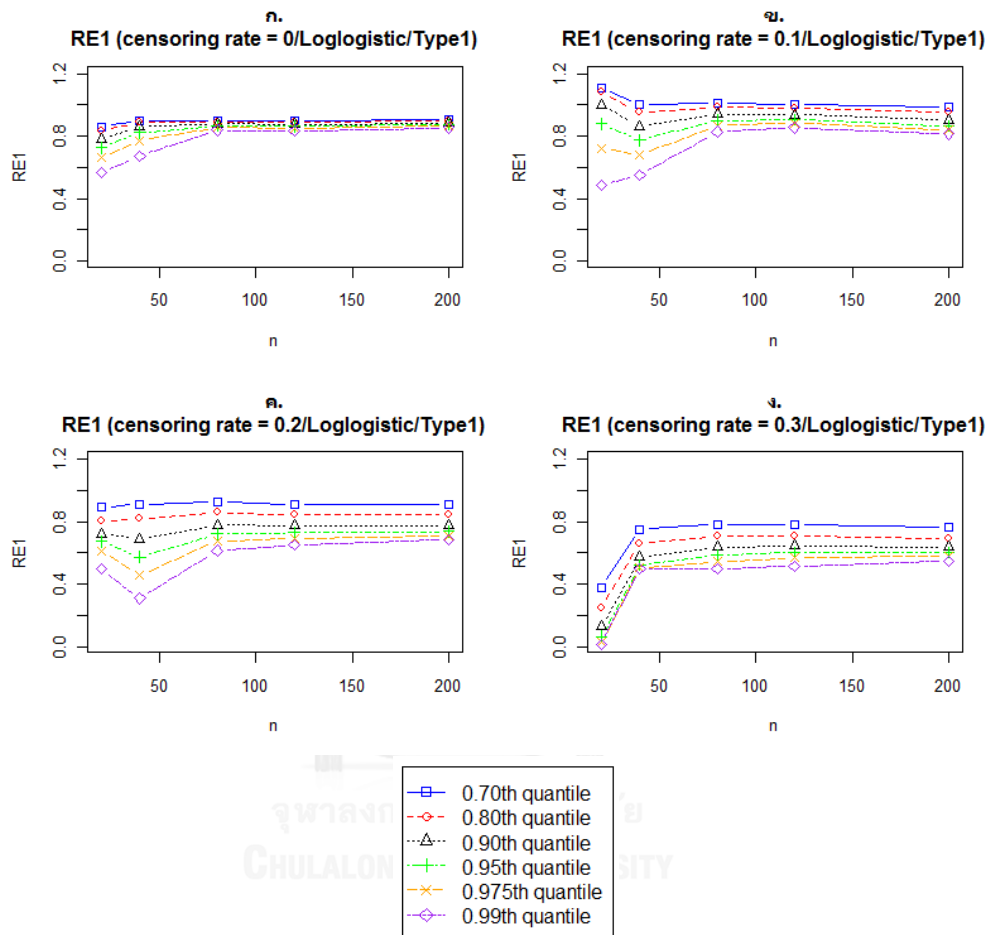 ก.
RE1 (censoring rate = 0/Loglogistic/Type1)
RE1
0.0 0.4 0.8 1.2
50 100 150 200
n
ข.
RE1 (censoring rate = 0.1/Loglogistic/Type1)
RE1
0.0 0.4 0.8 1.2
50 100 150 200
n
ค.
RE1 (censoring rate = 0.2/Loglogistic/Type1)
RE1
0.0 0.4 0.8 1.2
50 100 150 200
n
ง.
RE1 (censoring rate = 0.3/Loglogistic/Type1)
RE1
0.0 0.4 0.8 1.2
50 100 150 200
n
0.70th quantile
0.80th quantile
0.90th quantile
0.95th quantile
0.975th quantile
0.99th quantile